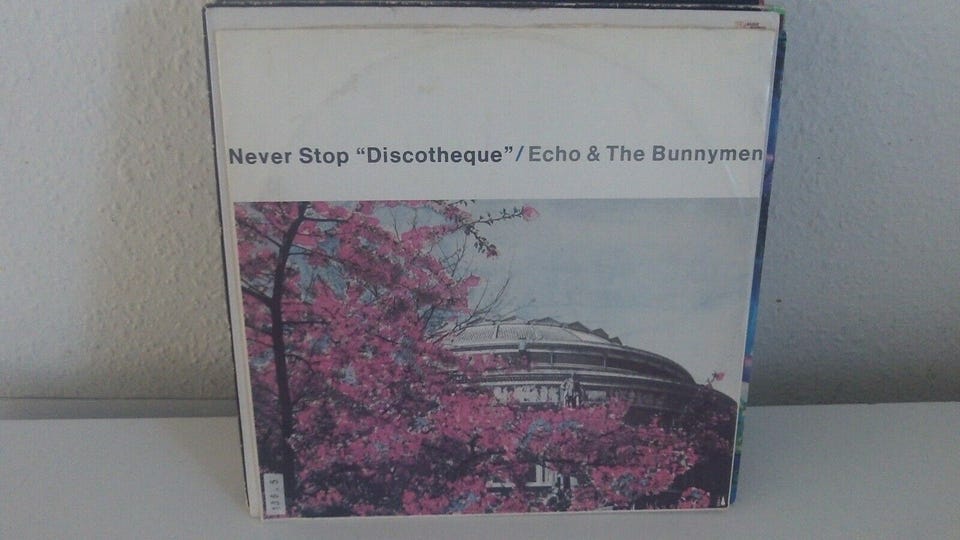 Never Stop “Discotheque”/Echo & The Bunnymen